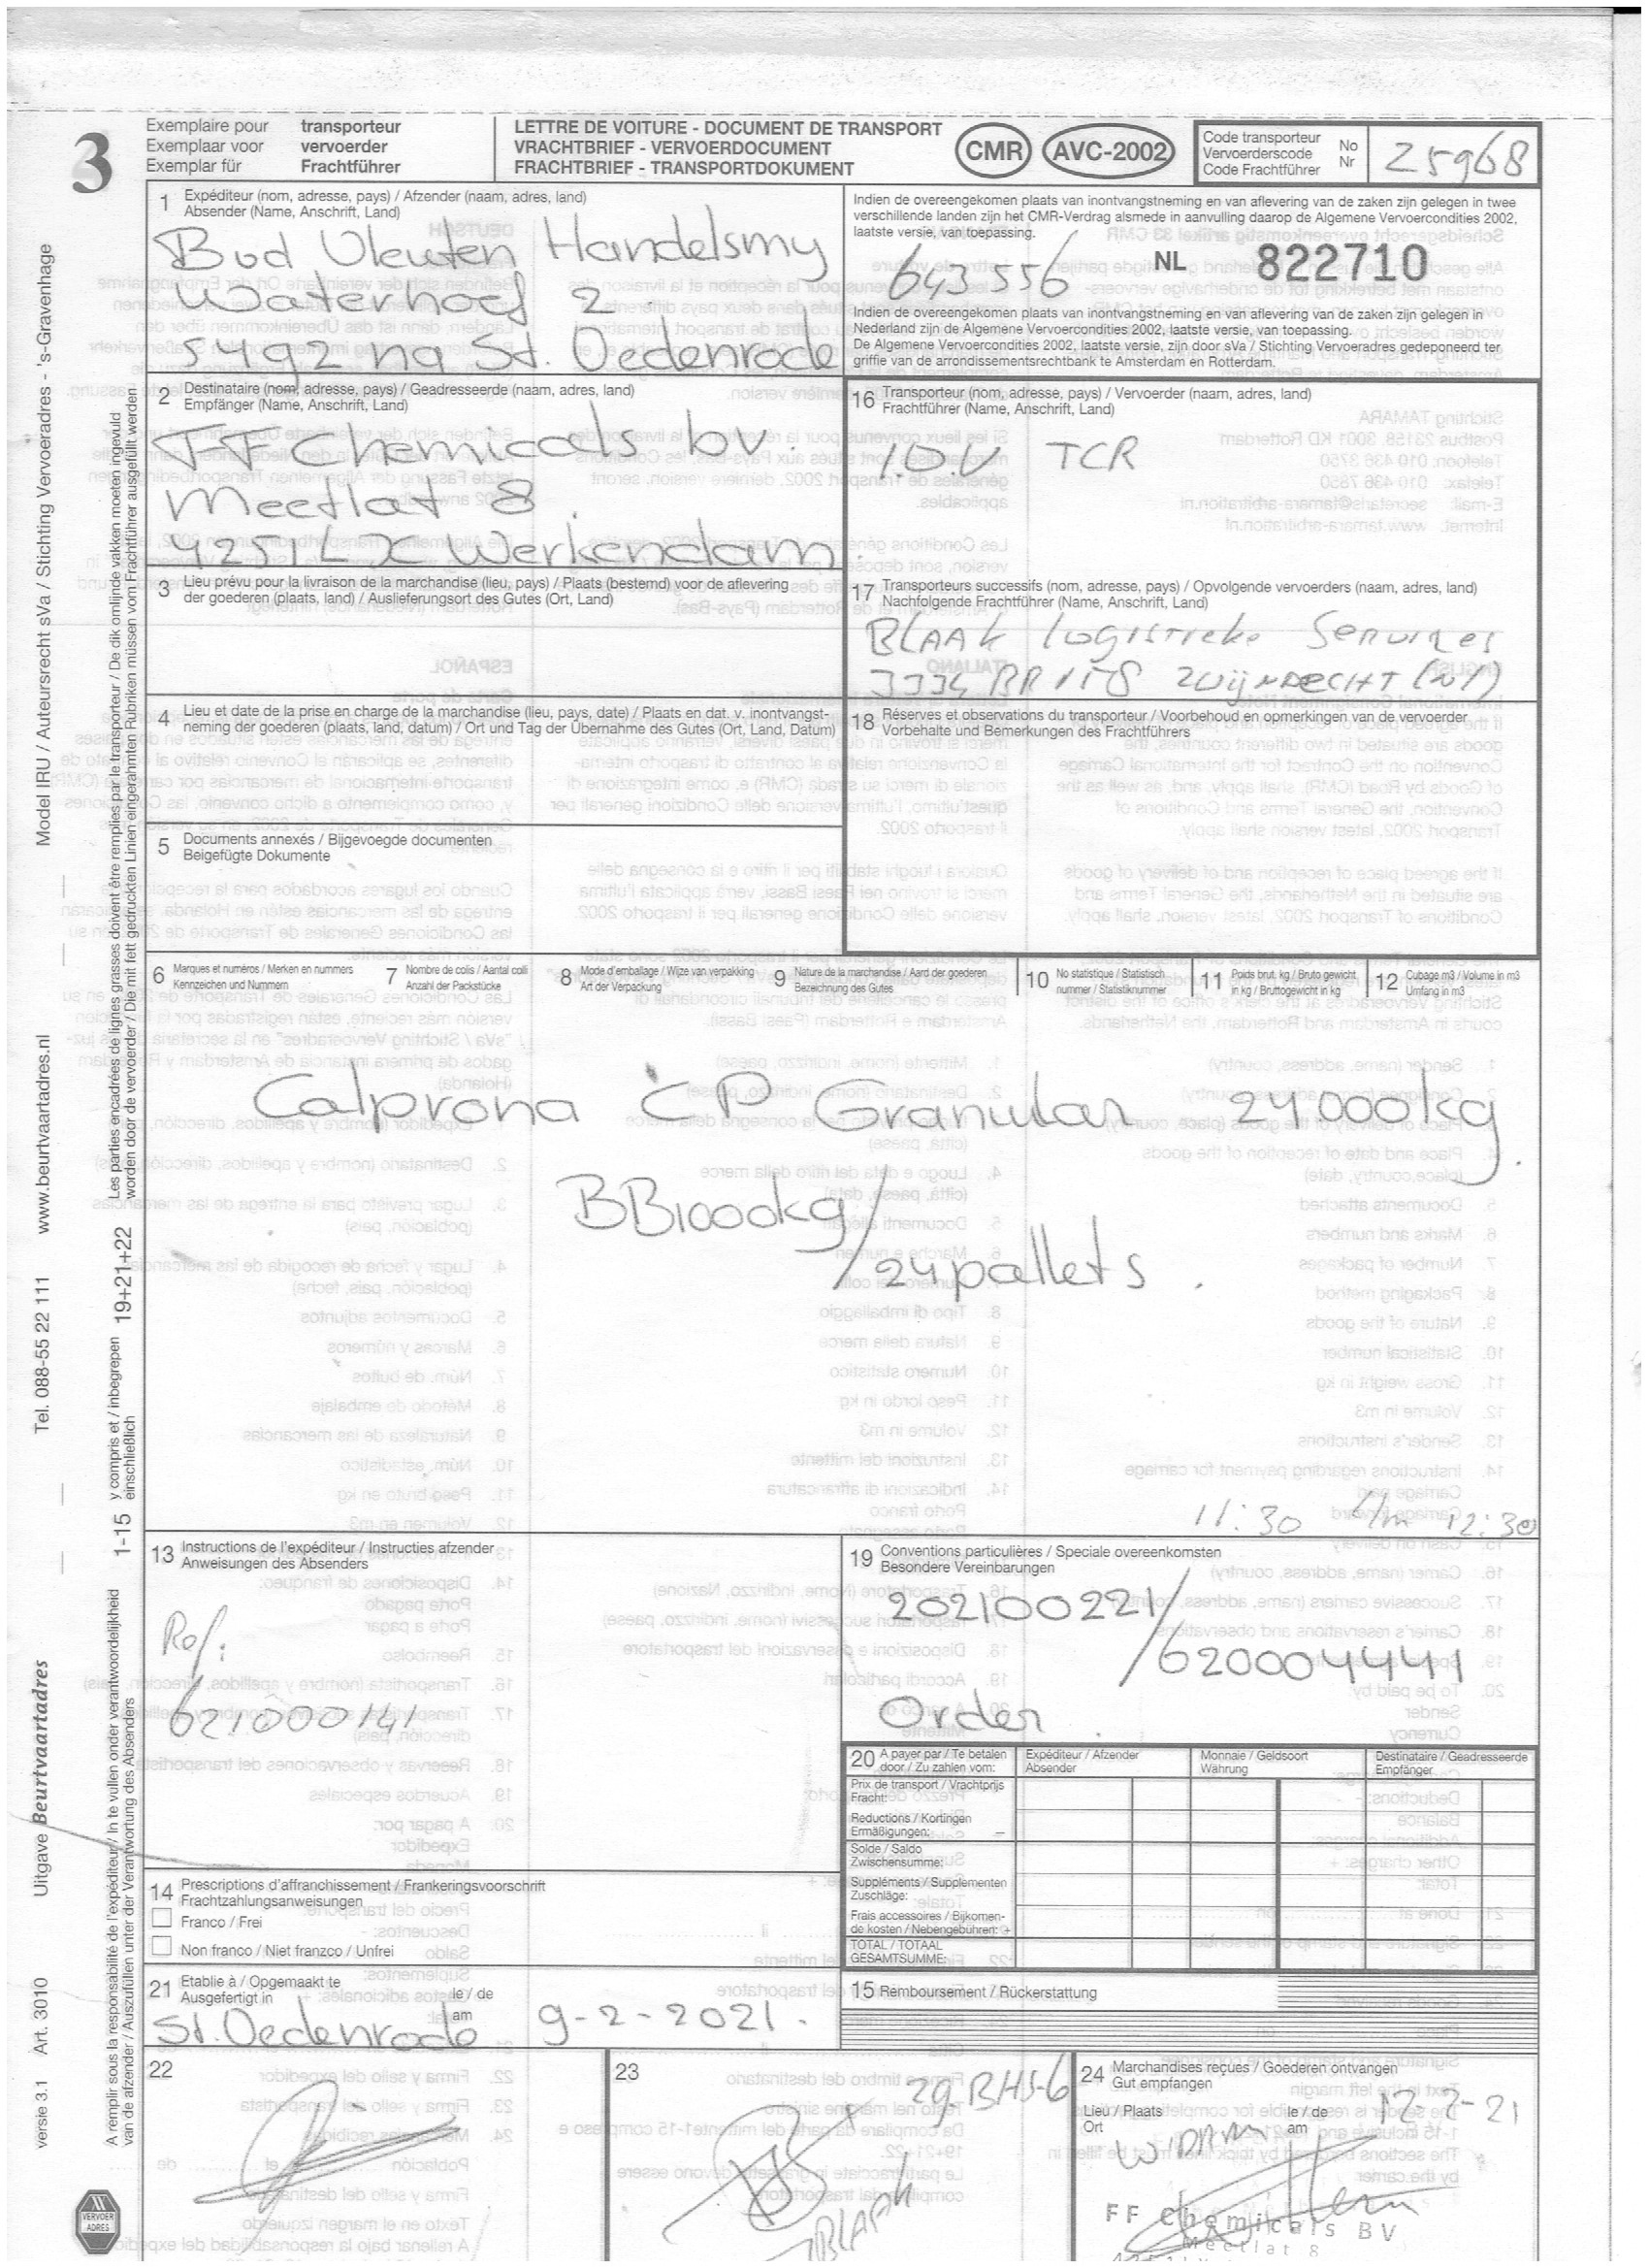 3
Exemplaire pour transporteur
Exemplaar voor vervoerder
Exemplar für Frachtführer
LETTRE DE VOITURE - DOCUMENT DE TRANSPORT
VRACHTBRIEF - VERVOERDOCUMENT
FRACHTBRIEF - TRANSPORTDOKUMENT
CMR AVC-2002
Code transporteur
Vervoerderscode
Code Frachtführer
No
Nr
25968
1 Expéditeur (nom, adresse, pays) / Afzender (naam, adres, land)
Absender (Name, Anschrift, Land)
Bud Vleuten Handelsmy
Waterhoef 2
5492 na St. Oedenrode
Indien de overeengekomen plaats van inontvangstneming en van aflevering van de zaken zijn gelegen in twee
verschillende landen zijn het CMR-Verdrag alsmede in aanvulling daarop de Algemene Vervoercondities 2002,
laatste versie, van toepassing.
643556
NL 822710
Indien de overeengekomen plaats van inontvangstneming en van aflevering van de zaken zijn gelegen in
Nederland zijn de Algemene Vervoercondities 2002, laatste versie, van toepassing.
De Algemene Vervoercondities 2002, laatste versie, zijn door sVa / Stichting Vervoeradres gedeponeerd ter
griffie van de arrondissementsrechtbank te Amsterdam en Rotterdam.
2 Destinataire (nom, adresse, pays) / Geadresseerde (naam, adres, land)
Empfänger (Name, Anschrift, Land)
FF Chemicals bv.
Meetlat 8
4251 LX Werkendam.
16 Transporteur (nom, adresse, pays) / Vervoerder (naam, adres, land)
Frachtführer (Name, Anschrift, Land)
I.O.V TCR
3 Lieu prévu pour la livraison de la marchandise (lieu, pays) / Plaats (bestemd) voor de aflevering
der goederen (plaats, land) / Auslieferungsort des Gutes (Ort, Land)
17 Transporteurs successifs (nom, adresse, pays) / Opvolgende vervoerders (naam, adres, land)
Nachfolgende Frachtführer (Name, Anschrift, Land)
BLAAK Logistieke Services
3334 BR ZWIJNDRECHT (NL)
4 Lieu et date de la prise en charge de la marchandise (lieu, pays, date) / Plaats en dat. v. inontvangst-
neming der goederen (plaats, land, datum) / Ort und Tag der Übernahme des Gutes (Ort, Land, Datum)
18 Réserves et observations du transporteur / Voorbehoud en opmerkingen van de vervoerder
Vorbehalte und Bemerkungen des Frachtführers
5 Documents annexés / Bijgevoegde documenten
Beigefügte Dokumente
6 Marques et numéros / Merken en nummers
Kennzeichen und Nummern
7 Nombre de colis / Aantal colli
Anzahl der Packstücke
8 Mode d'emballage / Wijze van verpakking
Art der Verpackung
9 Nature de la marchandise / Aard der goederen
Bezeichnung des Gutes
10 No statistique / Statistisch
nummer / Statistiknummer
11 Poids brut, kg / Bruto gewicht
in kg / Bruttogewicht in kg
12 Cubage m3 / Volume in m3
Umfang in m3
Calprona CP Granular 24000kg.
BB1000kg/
/24 pallets.
11:30 12:30
13 Instructions de l'expéditeur / Instructies afzender
Anweisungen des Absenders
Ref:
621000141
19 Conventions particulières / Speciale overeenkomsten
Besondere Vereinbarungen
202100221/
/620004441
Order.
20 A payer par / Te betalen
door / Zu zahlen vom:
Expéditeur / Afzender
Absender
Monnaie / Geldsoort
Währung
Destinataire / Geadresseerde
Empfänger
Prix de transport / Vrachtprijs
Fracht:
Reductions / Kortingen
Ermäßigungen: –
Solde / Saldo
Zwischensumme:
Suppléments / Supplementen
Zuschläge:
Frais accessoires / Bijkomen-
de kosten / Nebengebühren: +
TOTAL / TOTAAL
GESAMTSUMME:
14 Prescriptions d'affranchissement / Frankeringsvoorschrift
Frachtzahlungsanweisungen
Franco / Frei
Non franco / Niet franzco / Unfrei
21 Etablie à / Opgemaakt te le / de
Ausgefertigt in am
St. Oedenrode 9-2-2021.
15 Remboursement / Rückerstattung
22
23
29-BHS-6
BLAAK
24 Marchandises reçues / Goederen ontvangen
Gut empfangen
Lieu / Plaats le / de
Ort am
12-2-21
FF Chemicals BV
Meetlat 8
Model IRU / Auteursrecht sVa / Stichting Vervoeradres - 's-Gravenhage
www.beurtvaartadres.nl
Tel. 088-55 22 111
Uitgave Beurtvaartadres
Art. 3010
versie 3.1
Les parties encadrées de lignes grasses doivent être remplies par le transporteur / De dik omlijnde vakken moeten ingevuld
worden door de vervoerder / Die mit fett gedruckten Linien eingerahmten Rubriken müssen vom Frachtführer ausgefüllt werden
19+21+22
y compris et / inbegrepen
einschließlich
1-15
A remplir sous la responsabilité de l'expéditeur / In te vullen onder verantwoordelijkheid
van de afzender / Auszufüllen unter der Verantwortung des Absenders
VERVOER
ADRES